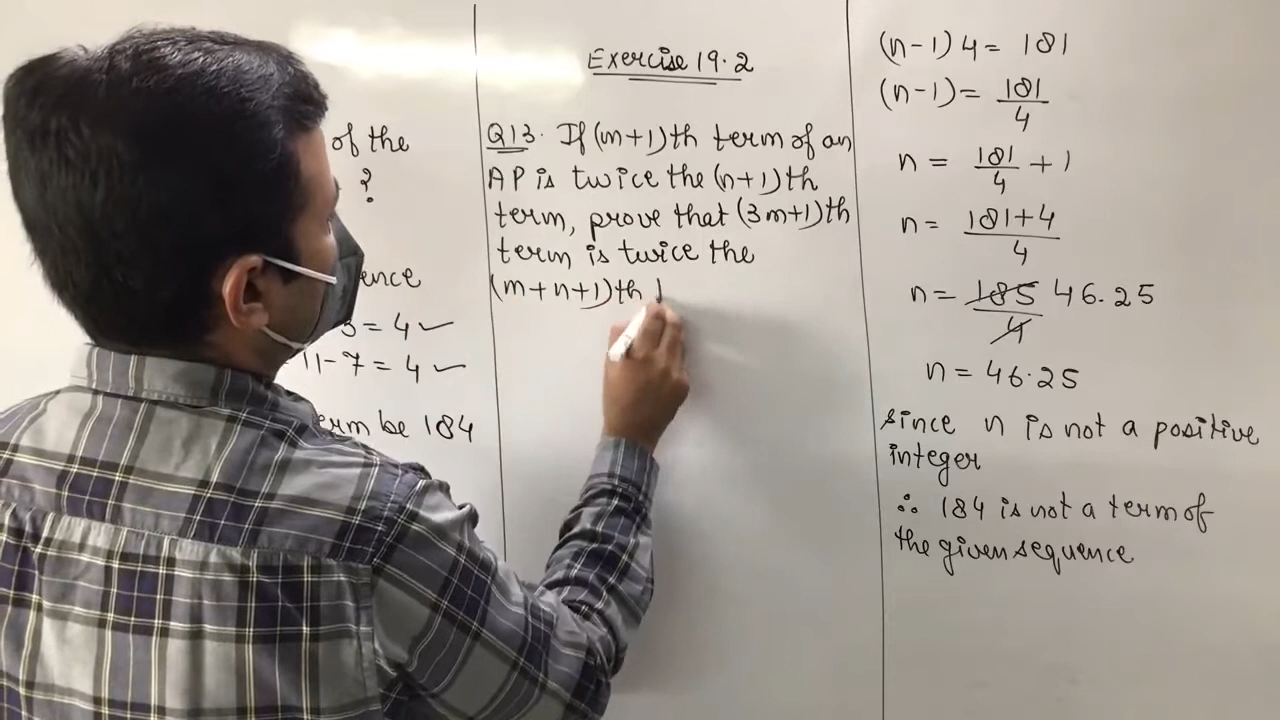 of the
?
ence
3 = 4 ✓
11 - 7 = 4 ✓
erm be 184
Exercise 19.2
Q13. If (m+1)th term of an
AP is twice the (n+1)th
term, prove that (3m+1)th
term is twice the
(m+n+1)th
(n-1) 4 = 181
(n-1) = 181/4
n = 181/4 + 1
n = 181+4/4
n = 185/4 46.25
n = 46.25
since n is not a positive
integer
∴ 184 is not a term of
the given sequence